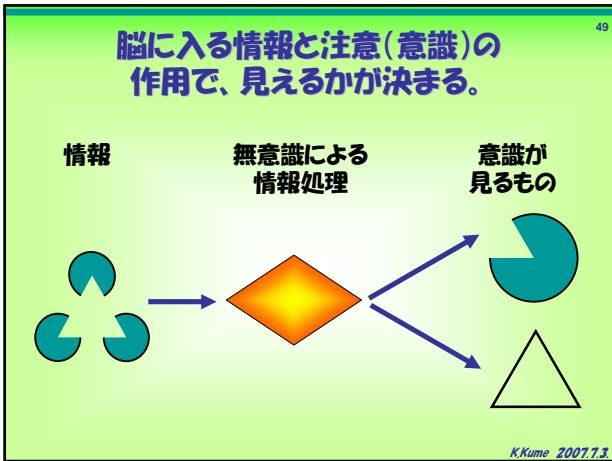 49
脳に入る情報と注意(意識)の
作用で、見えるかが決まる。
情報
無意識による
情報処理
意識が
見るもの
K.Kume 2007.7.3.